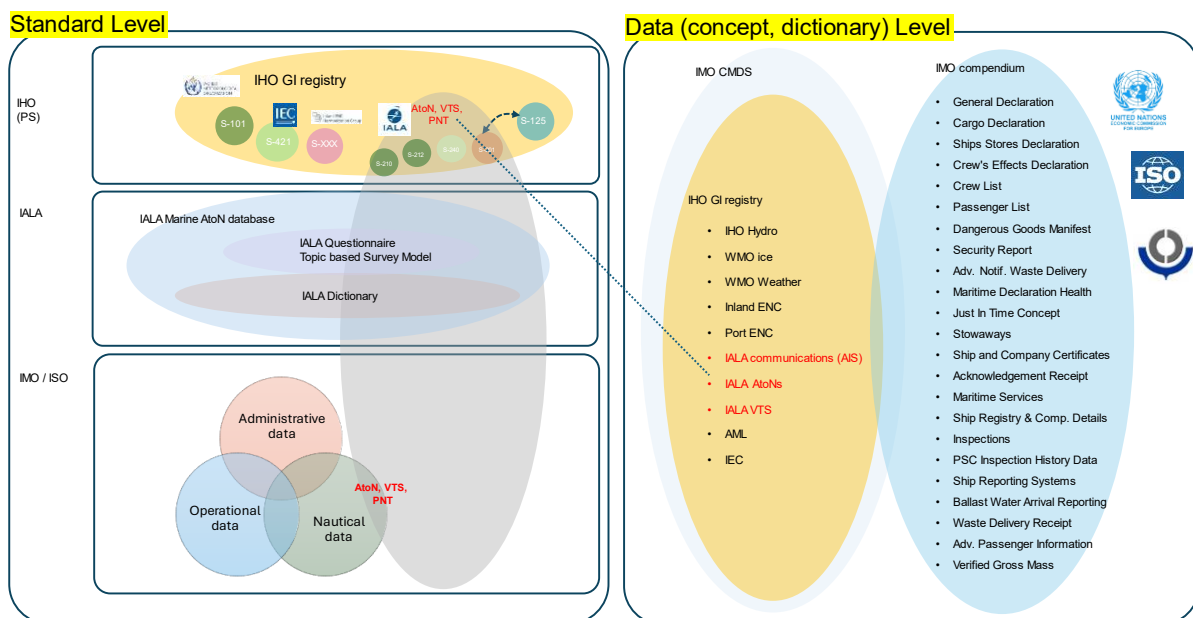 Standard Level
IHO
(PS)
IHO GI registry
S-101
IEC
S-421
S-XXX
IALA
AtoN, VTS,
PNT
S-210
S-212
S-240
S-125
IALA
IALA Marine AtoN database
IALA Questionnaire
Topic based Survey Model
IALA Dictionary
IMO / ISO
Administrative
data
Operational
data
Nautical
data
AtoN, VTS,
PNT
Data (concept, dictionary) Level
IMO CMDS
IHO GI registry
• IHO Hydro
• WMO ice
• WMO Weather
• Inland ENC
• Port ENC
• IALA communications (AIS)
• IALA AtoNs
• IALA VTS
• AML
• IEC
IMO compendium
• General Declaration
• Cargo Declaration
• Ships Stores Declaration
• Crew's Effects Declaration
• Crew List
• Passenger List
• Dangerous Goods Manifest
• Security Report
• Adv. Notif. Waste Delivery
• Maritime Declaration Health
• Just In Time Concept
• Stowaways
• Ship and Company Certificates
• Acknowledgement Receipt
• Maritime Services
• Ship Registry & Comp. Details
• Inspections
• PSC Inspection History Data
• Ship Reporting Systems
• Ballast Water Arrival Reporting
• Waste Delivery Receipt
• Adv. Passenger Information
• Verified Gross Mass
UNITED NATIONS
ECONOMIC COMMISSION
FOR EUROPE
ISO